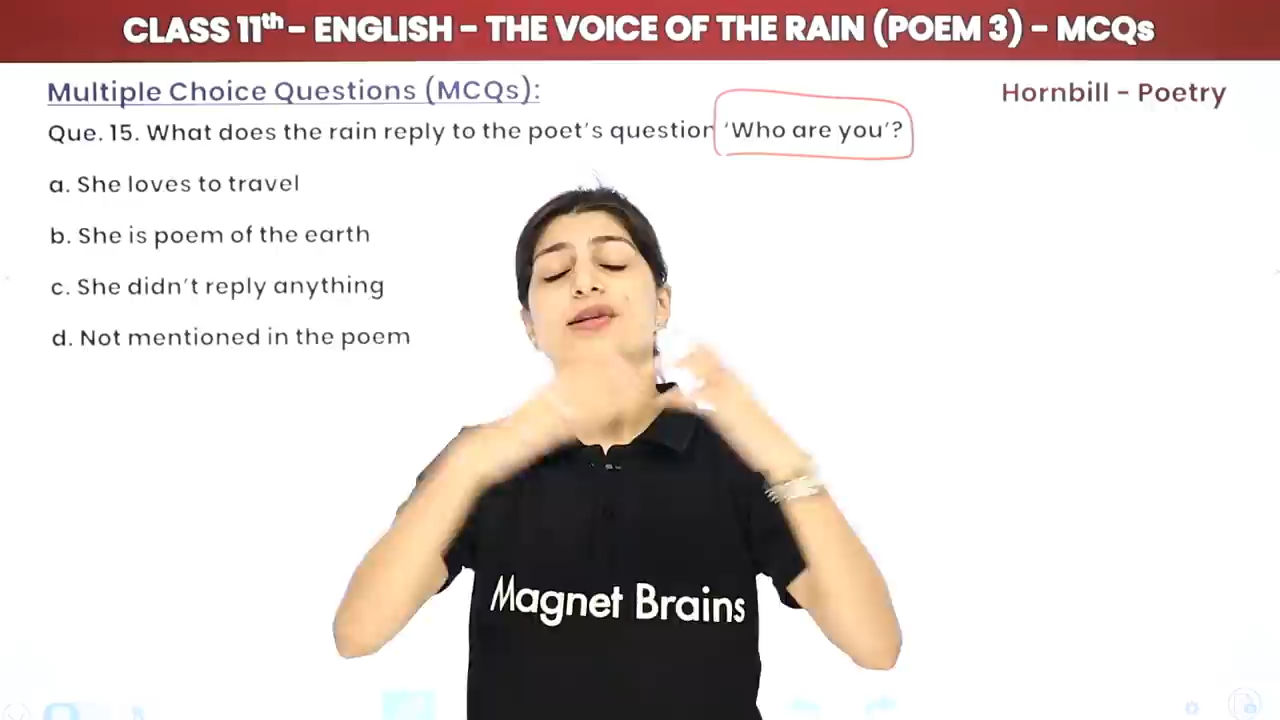 CLASS 11th - ENGLISH - THE VOICE OF THE RAIN (POEM 3) - MCQs
Multiple Choice Questions (MCQs):
Hornbill - Poetry
Que. 15. What does the rain reply to the poet's question 'Who are you'?
a. She loves to travel
b. She is poem of the earth
c. She didn't reply anything
d. Not mentioned in the poem
Magnet Brains